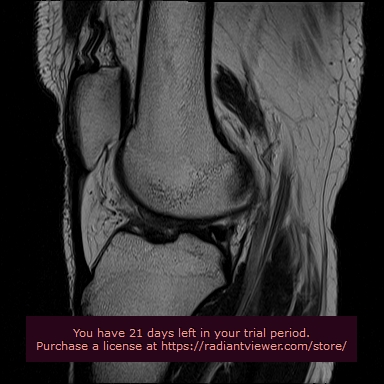 You have 21 days left in your trial period.
Purchase a license at https://radiantviewer.com/store/